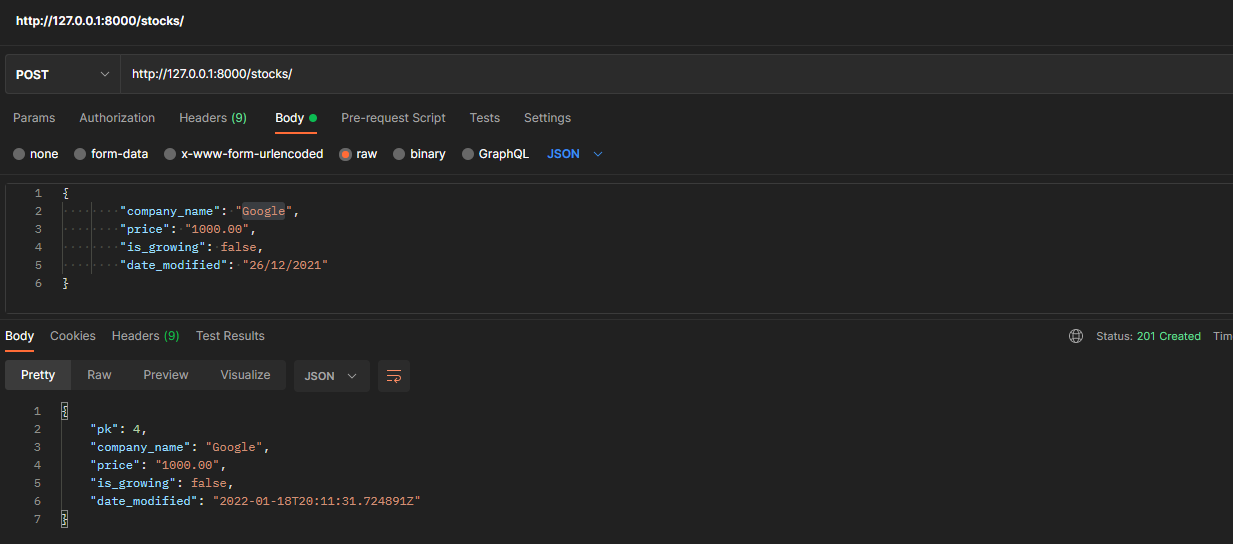 http://127.0.0.1:8000/stocks/
POST http://127.0.0.1:8000/stocks/
Params Authorization Headers (9) Body Pre-request Script Tests Settings
none form-data x-www-form-urlencoded raw binary GraphQL JSON
1 {
2 "company_name": "Google",
3 "price": "1000.00",
4 "is_growing": false,
5 "date_modified": "26/12/2021"
6 }
Body Cookies Headers (9) Test Results Status: 201 Created Tim
Pretty Raw Preview Visualize JSON
1 {
2 "pk": 4,
3 "company_name": "Google",
4 "price": "1000.00",
5 "is_growing": false,
6 "date_modified": "2022-01-18T20:11:31.724891Z"
7 }